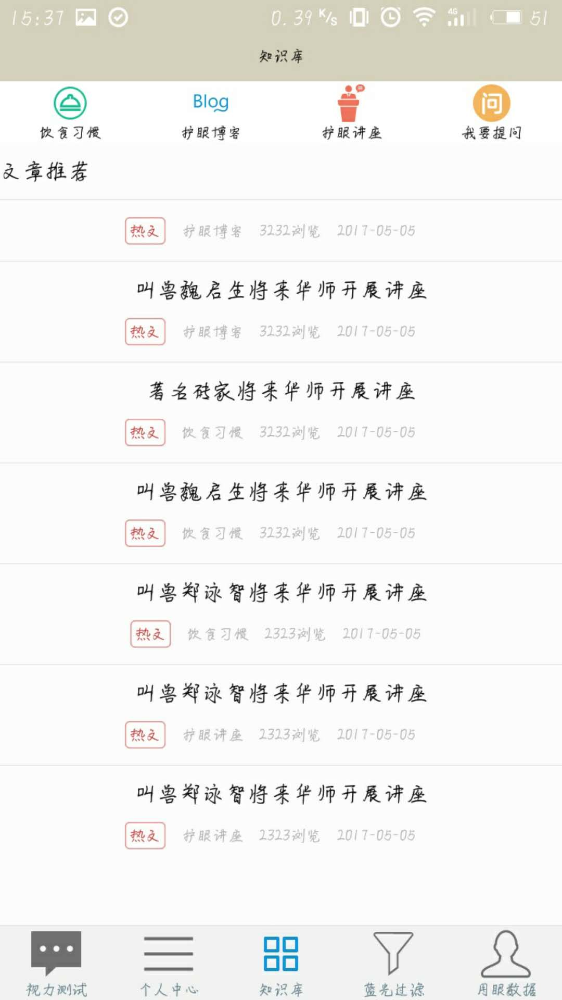 15:37 0.39 K/s 4G 51
知识库
Blog
饮食习惯 护眼博客 护眼讲座 我要提问
文章推荐
热文 护眼博客 3232浏览 2017-05-05
叫兽魏启生将来华师开展讲座
热文 护眼博客 3232浏览 2017-05-05
著名砖家将来华师开展讲座
热文 饮食习惯 3232浏览 2017-05-05
叫兽魏启生将来华师开展讲座
热文 饮食习惯 3232浏览 2017-05-05
叫兽郑泳智将来华师开展讲座
热文 饮食习惯 2323浏览 2017-05-05
叫兽郑泳智将来华师开展讲座
热文 护眼讲座 2323浏览 2017-05-05
叫兽郑泳智将来华师开展讲座
热文 护眼讲座 2323浏览 2017-05-05
视力测试 个人中心 知识库 蓝光过滤 用眼数据